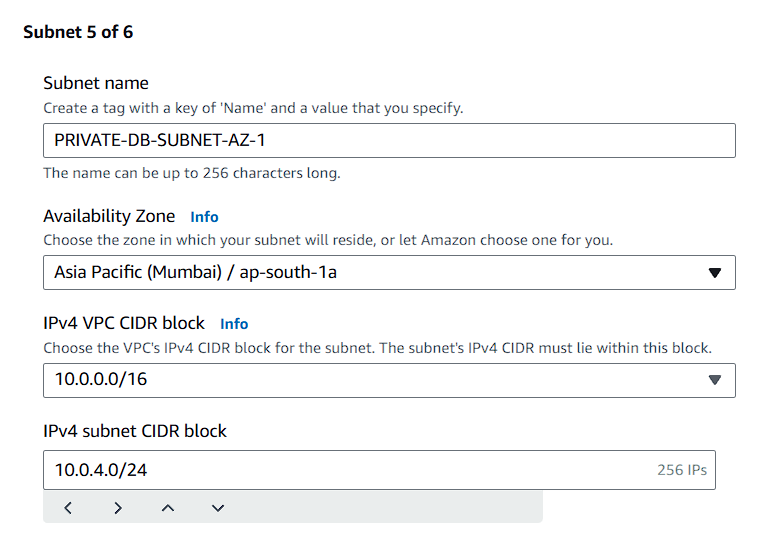 Subnet 5 of 6
Subnet name
Create a tag with a key of 'Name' and a value that you specify.
PRIVATE-DB-SUBNET-AZ-1
The name can be up to 256 characters long.
Availability Zone Info
Choose the zone in which your subnet will reside, or let Amazon choose one for you.
Asia Pacific (Mumbai) / ap-south-1a
IPv4 VPC CIDR block Info
Choose the VPC's IPv4 CIDR block for the subnet. The subnet's IPv4 CIDR must lie within this block.
10.0.0.0/16
IPv4 subnet CIDR block
10.0.4.0/24 256 IPs